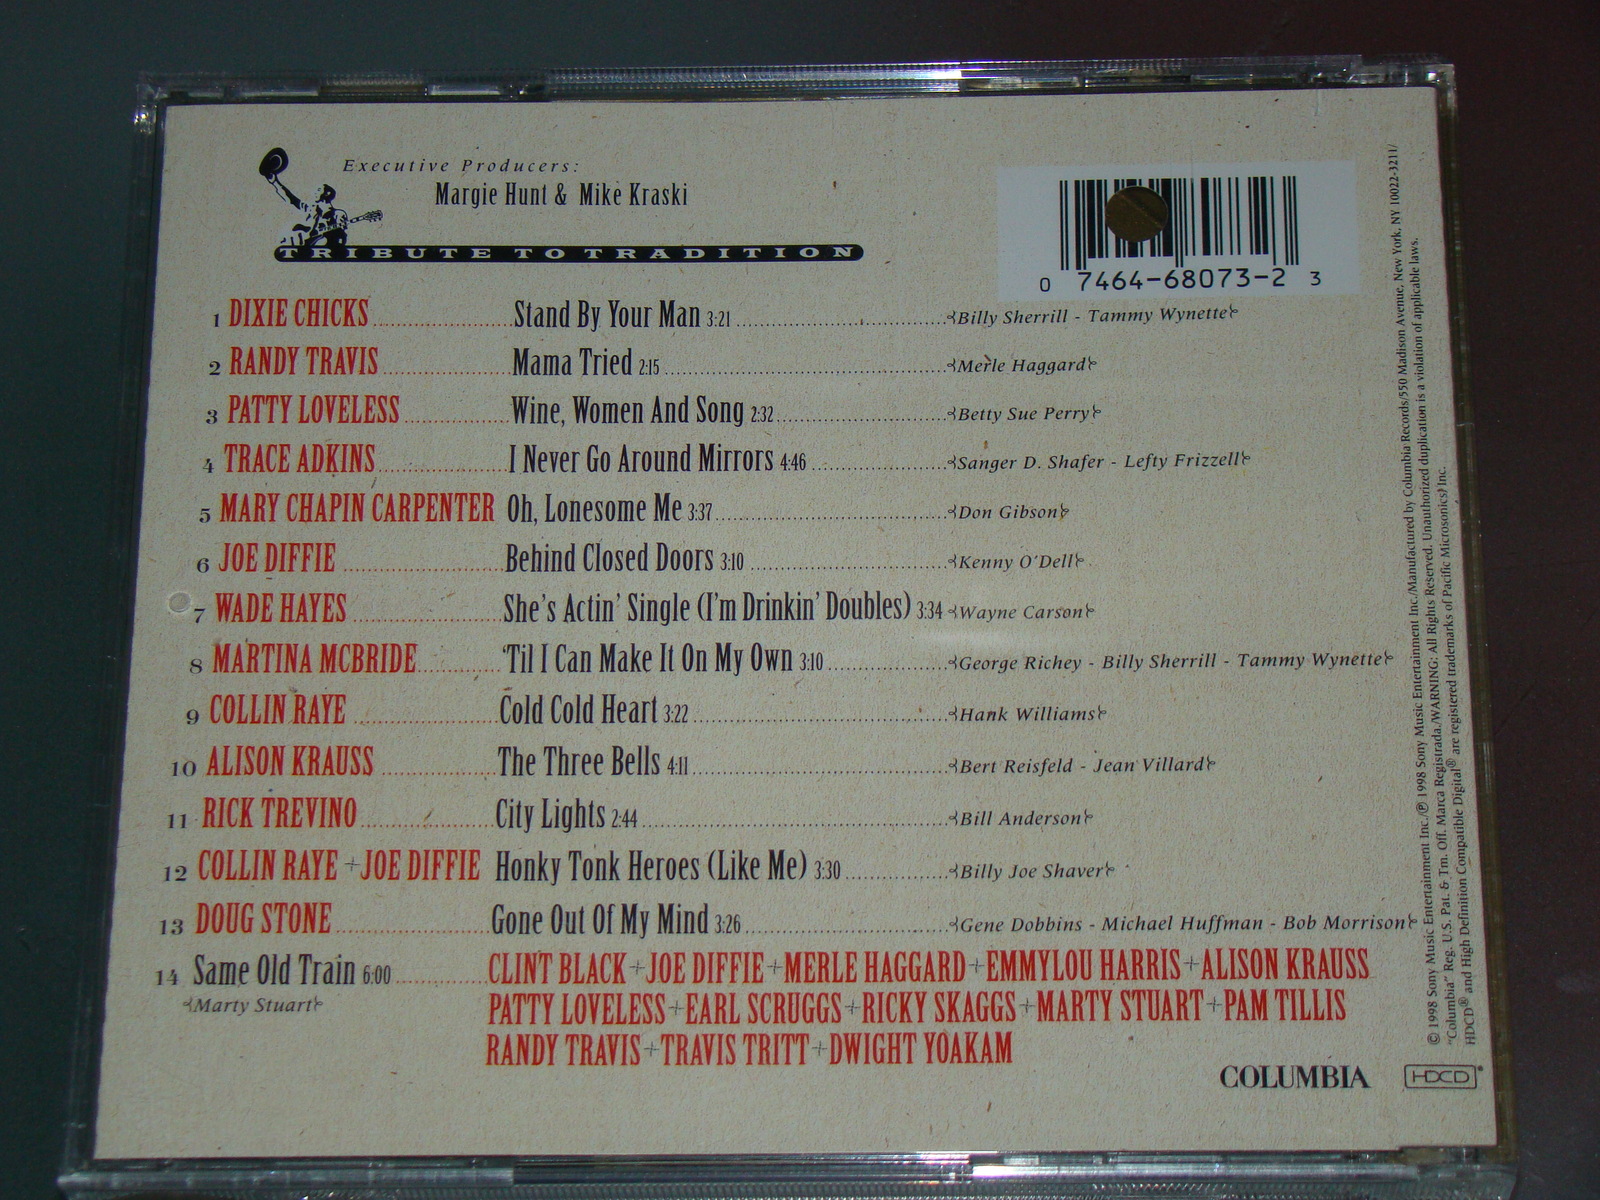 Executive Producers:
Margie Hunt & Mike Kraski
TRIBUTE TO TRADITION
0 7464-68073-2 3
1 DIXIE CHICKS Stand By Your Man 3:21 Billy Sherrill - Tammy Wynette
2 RANDY TRAVIS Mama Tried 2:15 Merle Haggard
3 PATTY LOVELESS Wine, Women And Song 2:32 Betty Sue Perry
4 TRACE ADKINS I Never Go Around Mirrors 4:46 Sanger D. Shafer - Lefty Frizzell
5 MARY CHAPIN CARPENTER Oh, Lonesome Me 3:37 Don Gibson
6 JOE DIFFIE Behind Closed Doors 3:10 Kenny O'Dell
7 WADE HAYES She's Actin' Single (I'm Drinkin' Doubles) 3:34 Wayne Carson
8 MARTINA MCBRIDE 'Til I Can Make It On My Own 3:10 George Richey - Billy Sherrill - Tammy Wynette
9 COLLIN RAYE Cold Cold Heart 3:22 Hank Williams
10 ALISON KRAUSS The Three Bells 4:11 Bert Reisfeld - Jean Villard
11 RICK TREVINO City Lights 2:44 Bill Anderson
12 COLLIN RAYE + JOE DIFFIE Honky Tonk Heroes (Like Me) 3:30 Billy Joe Shaver
13 DOUG STONE Gone Out Of My Mind 3:26 Gene Dobbins - Michael Huffman - Bob Morrison
14 Same Old Train 6:00 CLINT BLACK + JOE DIFFIE + MERLE HAGGARD + EMMYLOU HARRIS + ALISON KRAUSS
Marty Stuart PATTY LOVELESS + EARL SCRUGGS + RICKY SKAGGS + MARTY STUART + PAM TILLIS
RANDY TRAVIS + TRAVIS TRITT + DWIGHT YOAKAM
COLUMBIA HDCD®
© 1998 Sony Music Entertainment Inc./℗ 1998 Sony Music Entertainment Inc./Manufactured by Columbia Records/550 Madison Avenue, New York, NY 10022-3211/
"Columbia" Reg. U.S. Pat. & Tm. Off. Marca Registrada./WARNING: All Rights Reserved. Unauthorized duplication is a violation of applicable laws.
HDCD® and High Definition Compatible Digital® are registered trademarks of Pacific Microsonics, Inc.